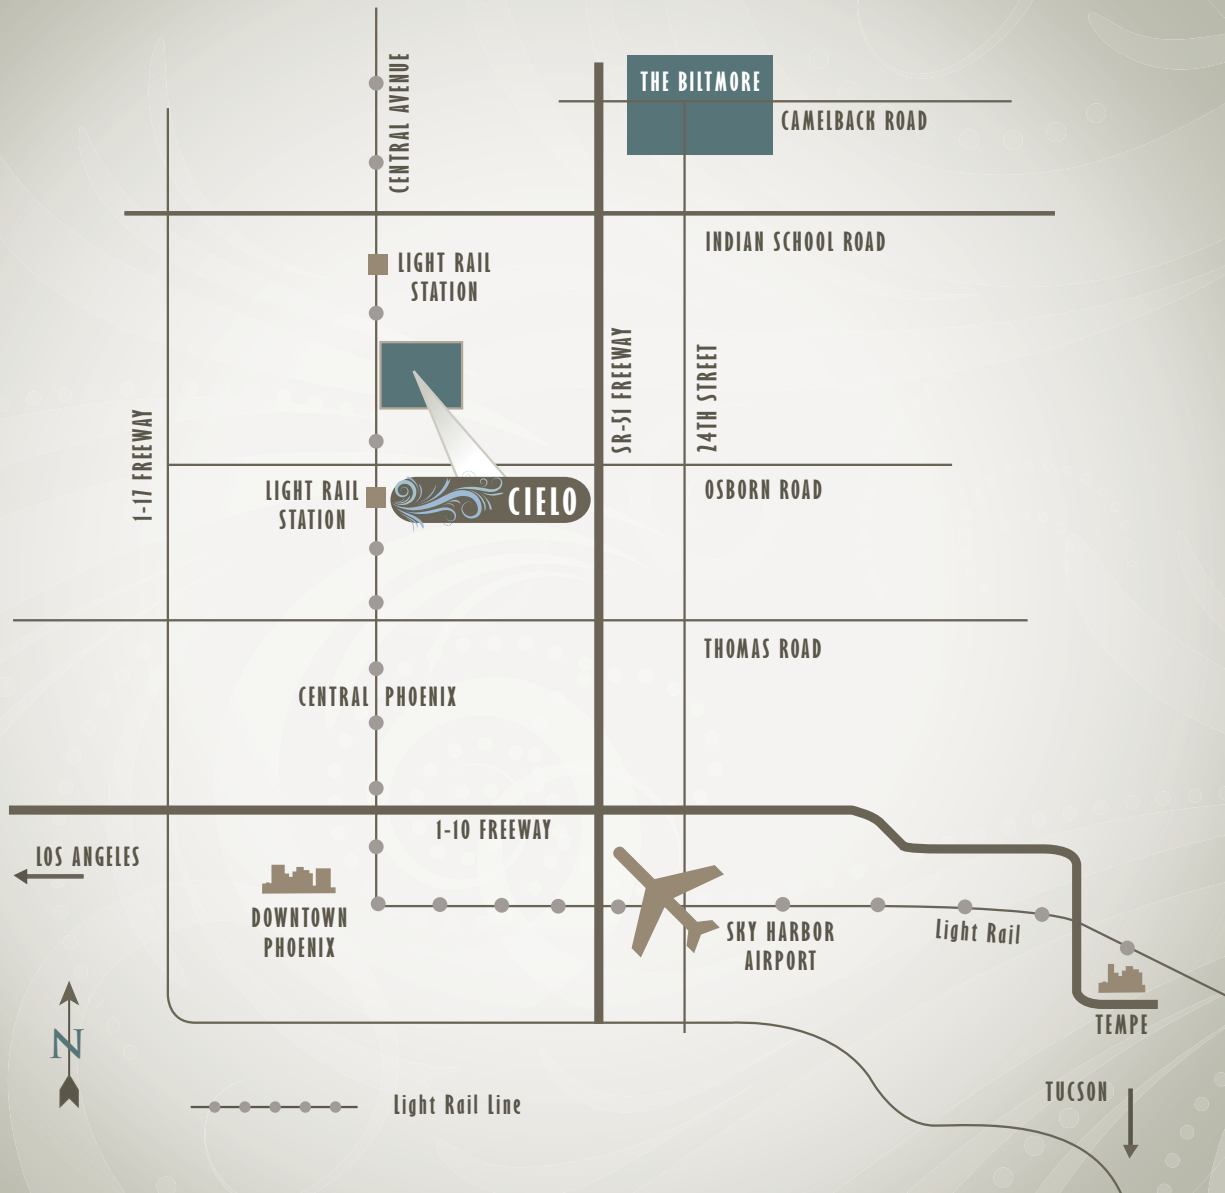 CENTRAL AVENUE
THE BILTMORE
CAMELBACK ROAD
INDIAN SCHOOL ROAD
LIGHT RAIL
STATION
SR-51 FREEWAY
24TH STREET
1-17 FREEWAY
LIGHT RAIL
STATION
CIELO
OSBORN ROAD
THOMAS ROAD
CENTRAL PHOENIX
1-10 FREEWAY
LOS ANGELES
DOWNTOWN
PHOENIX
SKY HARBOR
AIRPORT
Light Rail
TEMPE
N
TUCSON
Light Rail Line